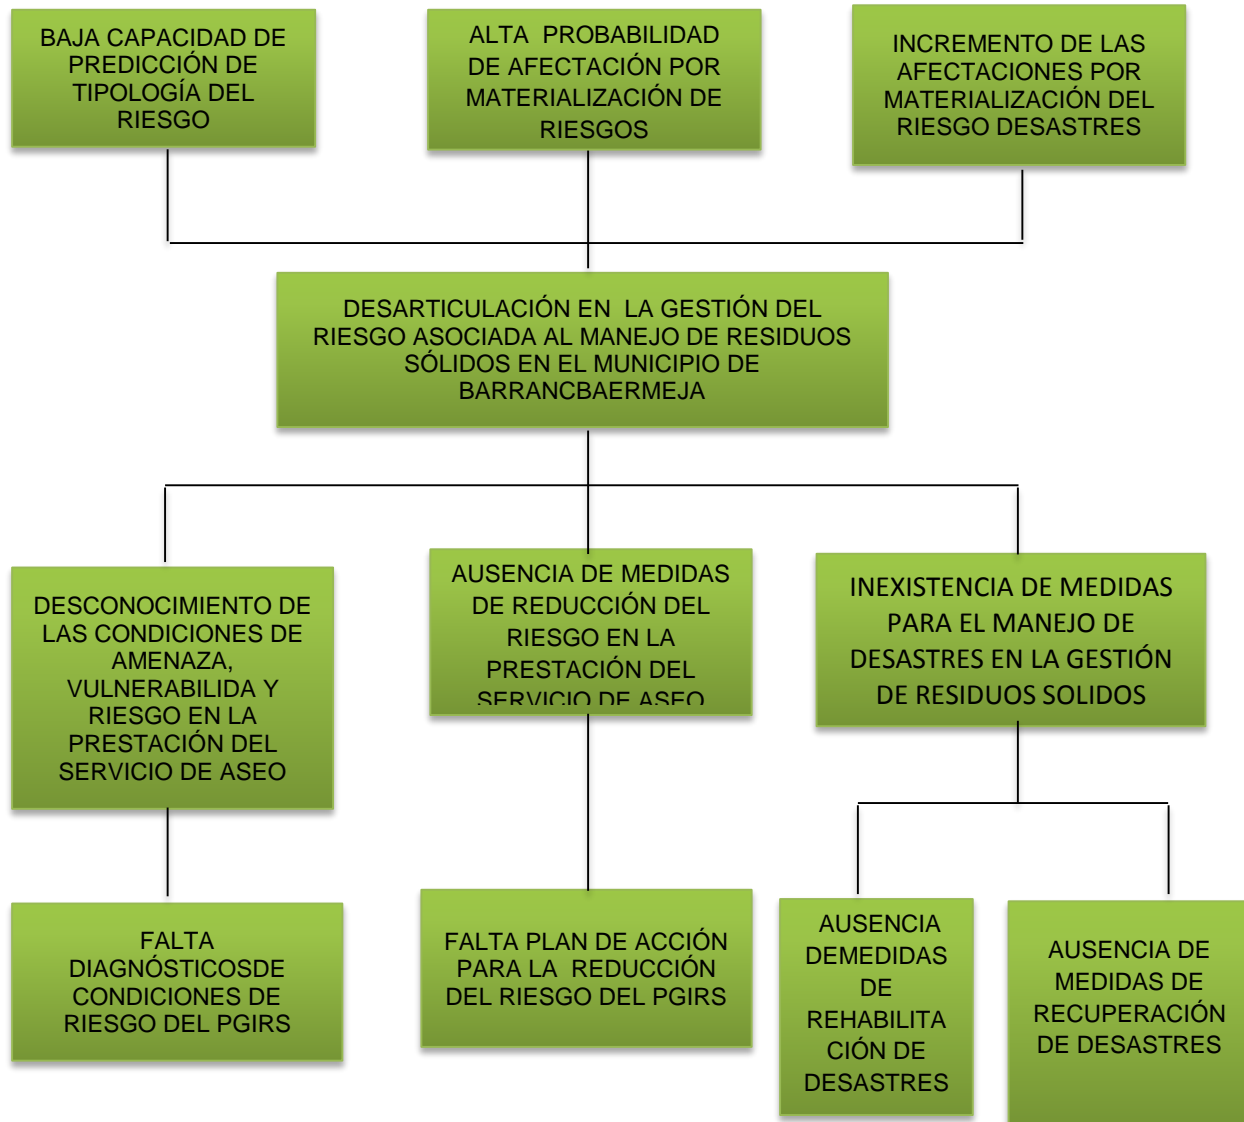 BAJA CAPACIDAD DE
PREDICCIÓN DE
TIPOLOGÍA DEL
RIESGO
ALTA PROBABILIDAD
DE AFECTACIÓN POR
MATERIALIZACIÓN DE
RIESGOS
INCREMENTO DE LAS
AFECTACIONES POR
MATERIALIZACIÓN DEL
RIESGO DESASTRES
DESARTICULACIÓN EN LA GESTIÓN DEL
RIESGO ASOCIADA AL MANEJO DE RESIDUOS
SÓLIDOS EN EL MUNICIPIO DE
BARRANCBAERMEJA
DESCONOCIMIENTO DE
LAS CONDICIONES DE
AMENAZA,
VULNERABILIDA Y
RIESGO EN LA
PRESTACIÓN DEL
SERVICIO DE ASEO
AUSENCIA DE MEDIDAS
DE REDUCCIÓN DEL
RIESGO EN LA
PRESTACIÓN DEL
SERVICIO DE ASEO
INEXISTENCIA DE MEDIDAS
PARA EL MANEJO DE
DESASTRES EN LA GESTIÓN
DE RESIDUOS SOLIDOS
FALTA
DIAGNÓSTICOSDE
CONDICIONES DE
RIESGO DEL PGIRS
FALTA PLAN DE ACCIÓN
PARA LA REDUCCIÓN
DEL RIESGO DEL PGIRS
AUSENCIA
DEMEDIDAS
DE
REHABILITA
CIÓN DE
DESASTRES
AUSENCIA DE
MEDIDAS DE
RECUPERACIÓN
DE DESASTRES